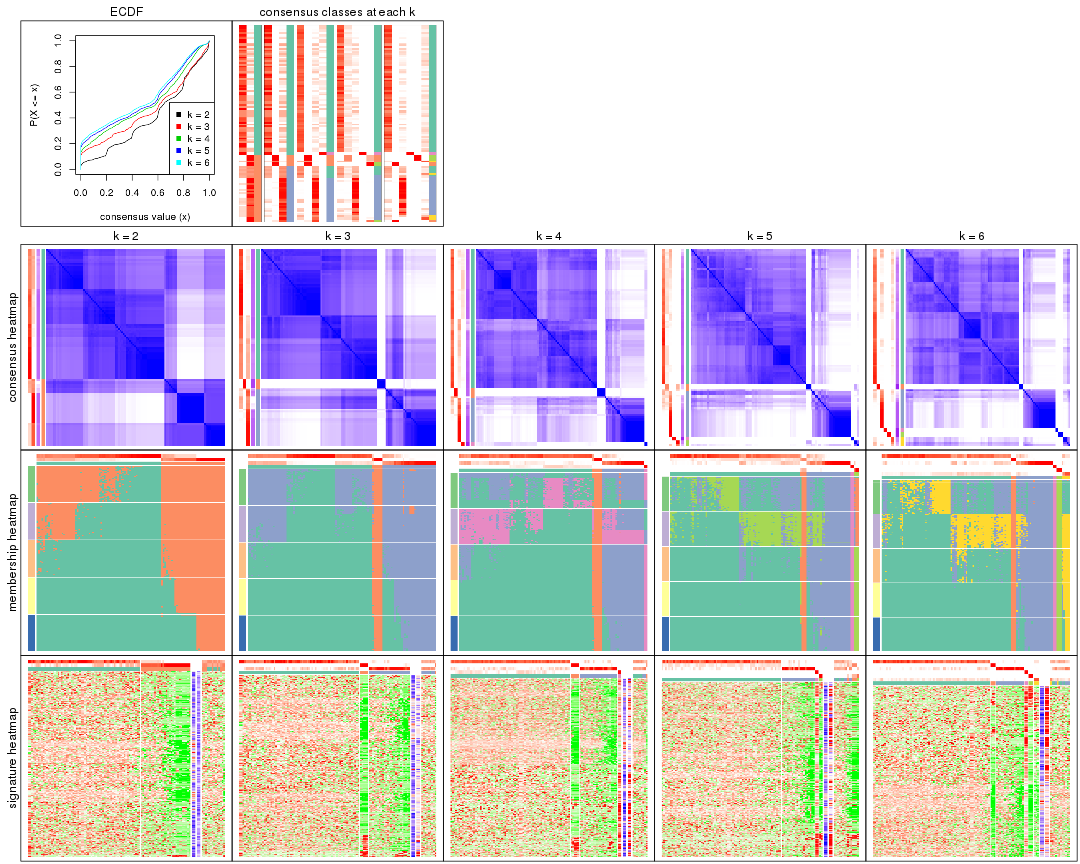 ECDF
consensus classes at each k
P(X <= x)
0.0 0.2 0.4 0.6 0.8 1.0
k = 2
k = 3
k = 4
k = 5
k = 6
0.0 0.2 0.4 0.6 0.8 1.0
consensus value (x)
k = 2
k = 3
k = 4
k = 5
k = 6
consensus heatmap
membership heatmap
signature heatmap